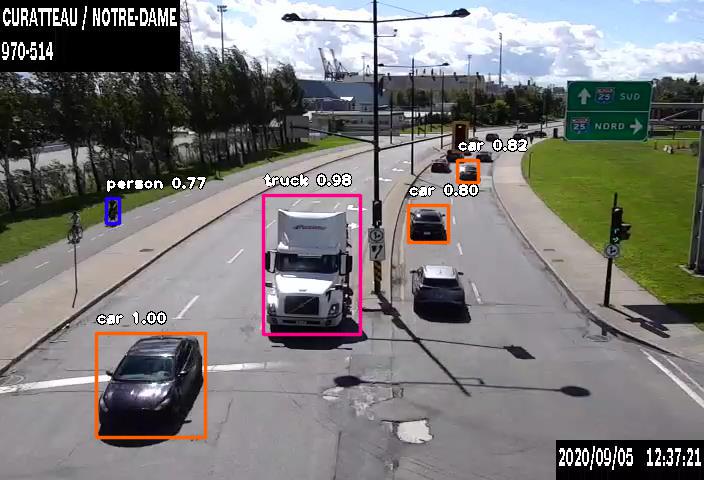 CURATTEAU / NOTRE-DAME
970-514
car 0.82
25 SUD
25 NORD
person 0.77
truck 0.98
car 0.80
car 1.00
2020/09/05 12:37:21